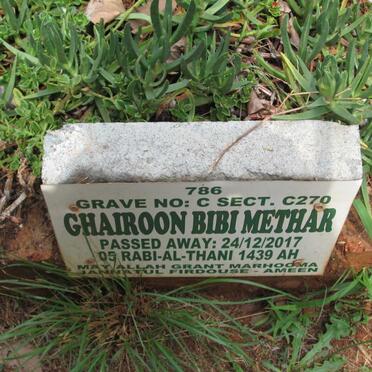 786
GRAVE NO: C SECT. C270
GHAIROON BIBI METHAR
PASSED AWAY: 24/12/2017
05 RABI-AL-THANI 1439 AH
MAY ALLAH GRANT MARHOOMA
JANNATUL FIRDOUSE - AMEEN